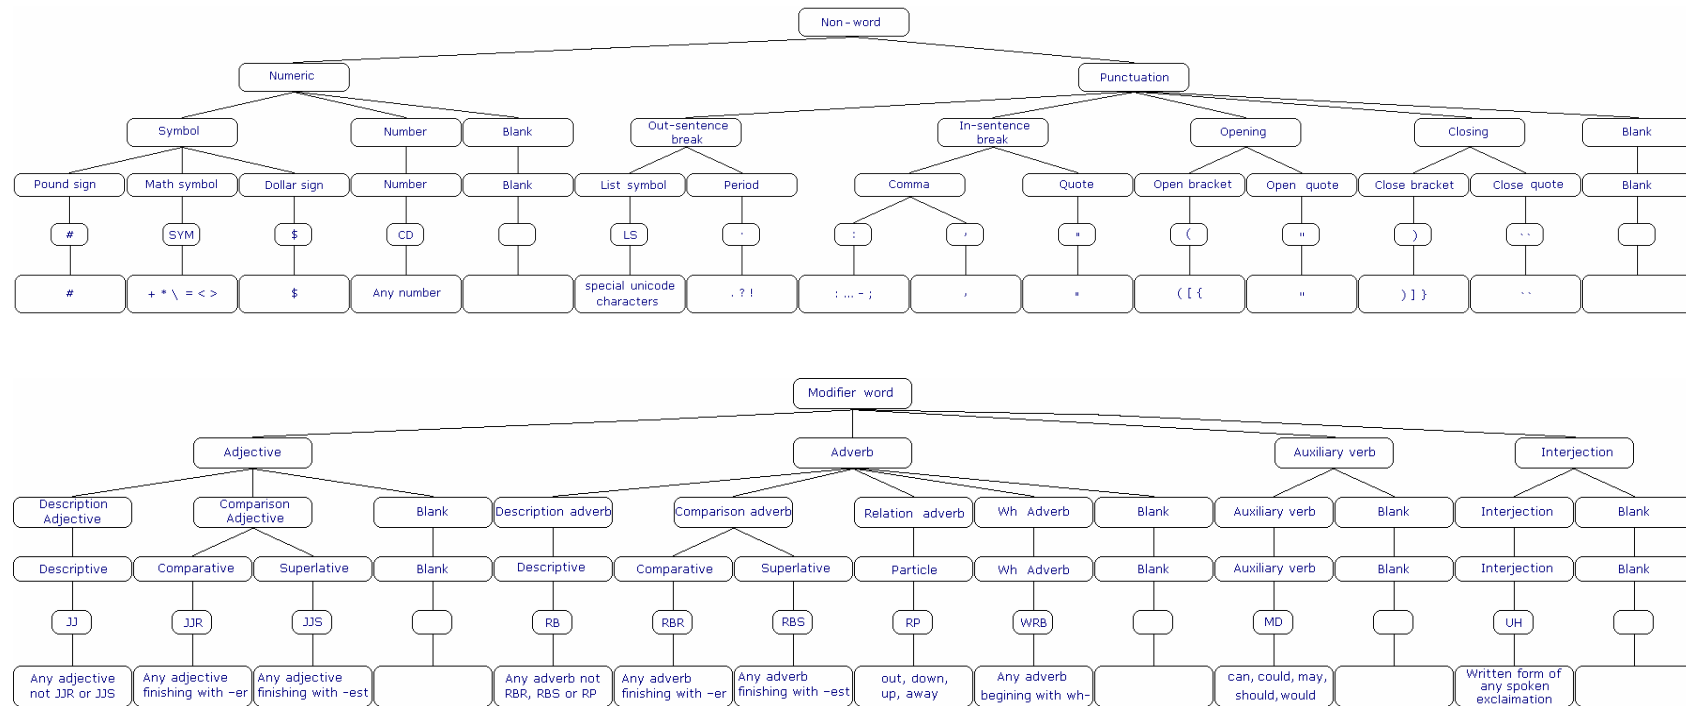 Non-word
Numeric Punctuation
Symbol Number Blank Out-sentence break In-sentence break Opening Closing Blank
Pound sign Math symbol Dollar sign Number Blank List symbol Period Comma Quote Open bracket Open quote Close bracket Close quote Blank
# SYM $ CD LS . : , " ( " ) ``
# + * \ = < > $ Any number special unicode characters . ? ! : ... - ; , " ( [ { " ) ] } ``
Modifier word
Adjective Adverb Auxiliary verb Interjection
Description Adjective Comparison Adjective Blank Description adverb Comparison adverb Relation adverb Wh Adverb Blank Auxiliary verb Blank Interjection Blank
Descriptive Comparative Superlative Blank Descriptive Comparative Superlative Particle Wh Adverb Blank Auxiliary verb Blank Interjection Blank
JJ JJR JJS RB RBR RBS RP WRB MD UH
Any adjective not JJR or JJS Any adjective finishing with -er Any adjective finishing with -est Any adverb not RBR, RBS or RP Any adverb finishing with -er Any adverb finishing with -est out, down, up, away Any adverb begining with wh- can, could, may, should, would Written form of any spoken exclaimation